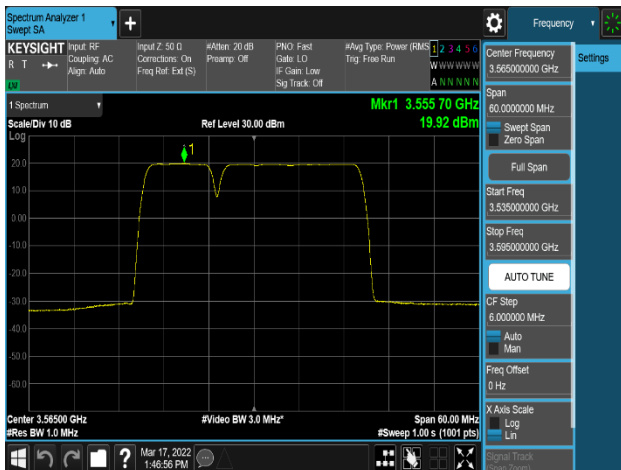 Spectrum Analyzer 1
Swept SA
+
Frequency
KEYSIGHT
R T
Input: RF
Coupling: AC
Align: Auto
Input Z: 50 Ω
Corrections: On
Freq Ref: Ext (S)
#Atten: 20 dB
Preamp: Off
PNO: Fast
Gate: LO
IF Gain: Low
Sig Track: Off
#Avg Type: Power (RMS
Trig: Free Run
1 2 3 4 5 6
W W W W W W
A N N N N N
1 Spectrum
Scale/Div 10 dB
Ref Level 30.00 dBm
Mkr1 3.555 70 GHz
19.92 dBm
Log
1
20.0
10.0
0.00
-10.0
-20.0
-30.0
-40.0
-50.0
-60.0
Center 3.56500 GHz
#Res BW 1.0 MHz
#Video BW 3.0 MHz*
Span 60.00 MHz
#Sweep 1.00 s (1001 pts)
Mar 17, 2022
1:46:56 PM
?
Center Frequency
3.565000000 GHz
Span
60.0000000 MHz
Swept Span
Zero Span
Full Span
Start Freq
3.535000000 GHz
Stop Freq
3.595000000 GHz
AUTO TUNE
CF Step
6.000000 MHz
Auto
Man
Freq Offset
0 Hz
X Axis Scale
Log
Lin
Signal Track
(Span Zoom)
Settings